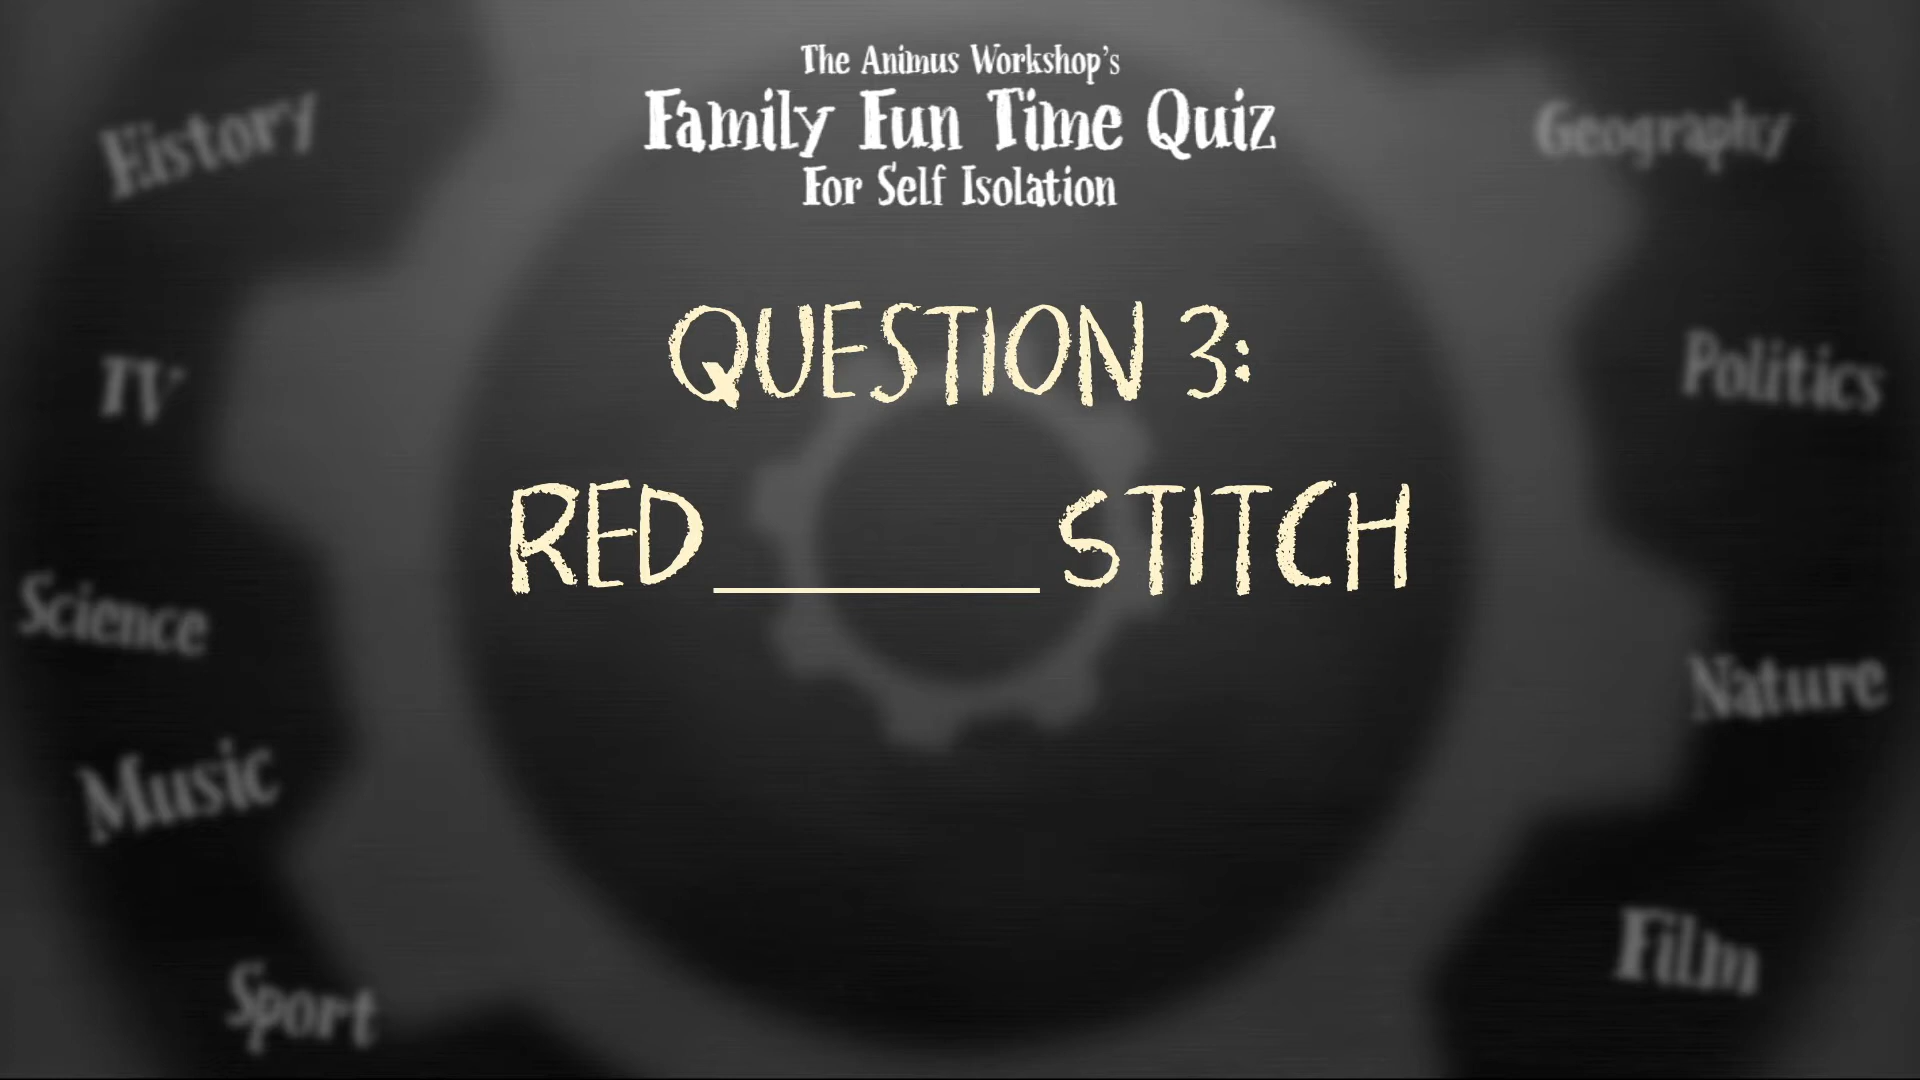 The Animus Workshop's
Family Fun Time Quiz
For Self Isolation
History
Geography
QUESTION 3:
TV
Politics
RED ______ STITCH
Science
Nature
Music
Film
Sport